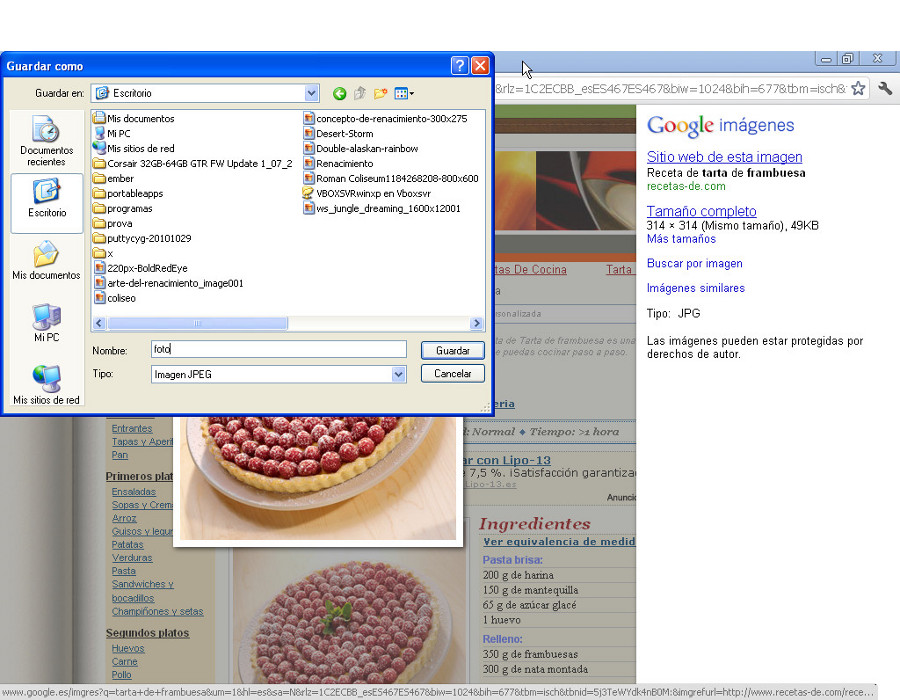 Guardar como
Guardar en:
Escritorio
Documentos recientes
Escritorio
Mis documentos
Mi PC
Mis sitios de red
Mis documentos
Mi PC
Mis sitios de red
Corsair 32GB-64GB GTR FW Update 1_07_2
ember
portableapps
programas
prova
puttycyg-20101029
x
220px-BoldRedEye
arte-del-renacimiento_image001
coliseo
concepto-de-renacimiento-300x275
Desert-Storm
Double-alaskan-rainbow
Renacimiento
Roman Coliseum1184268208-800x600
VBOXSVRwinxp en Vboxsvr
ws_jungle_dreaming_1600x12001
Nombre:
foto
Guardar
Tipo:
Imagen JPEG
Cancelar
&rlz=1C2ECBB_esES467ES467&biw=1024&bih=677&tbm=isch&
Google imágenes
Sitio web de esta imagen
Receta de tarta de frambuesa
recetas-de.com
Tamaño completo
314 × 314 (Mismo tamaño), 49KB
Más tamaños
Buscar por imagen
Imágenes similares
Tipo: JPG
Las imágenes pueden estar protegidas por
derechos de autor.
tas De Cocina
Tarta
a
sonalizada
ta de Tarta de frambuesa es una
e puedas cocinar paso a paso.
ería
d: Normal ♦ Tiempo: >1 hora
ar con Lipo-13
e 7,5 %. ¡Satisfacción garantiza
Lipo-13.es
Anuncio
Entrantes
Tapas y Aperi
Pan
Primeros plat
Ensaladas
Sopas y Crem
Arroz
Guisos y legu
Patatas
Verduras
Pasta
Sandwiches y
bocadillos
Champiñones y setas
Segundos platos
Huevos
Carne
Pollo
Ingredientes
Ver equivalencia de medid
Pasta brisa:
200 g de harina
150 g de mantequilla
65 g de azúcar glacé
1 huevo
Relleno:
350 g de frambuesas
300 g de nata montada
www.google.es/imgres?q=tarta+de+frambuesa&um=1&hl=es&sa=N&rlz=1C2ECBB_esES467ES467&biw=1024&bih=677&tbm=isch&tbnid=5j3TeWYdk4nB0M:&imgrefurl=http://www.recetas-de.com/rece...